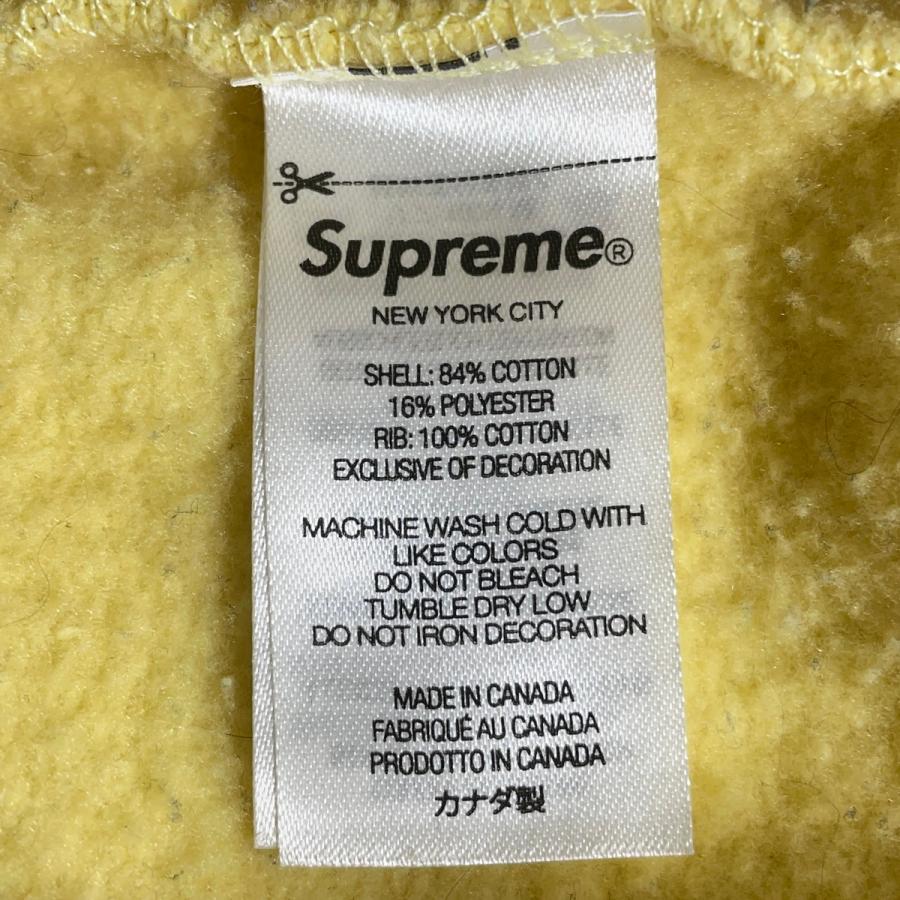 Supreme®
NEW YORK CITY
SHELL: 84% COTTON
16% POLYESTER
RIB: 100% COTTON
EXCLUSIVE OF DECORATION
MACHINE WASH COLD WITH
LIKE COLORS
DO NOT BLEACH
TUMBLE DRY LOW
DO NOT IRON DECORATION
MADE IN CANADA
FABRIQUÉ AU CANADA
PRODOTTO IN CANADA
カナダ製